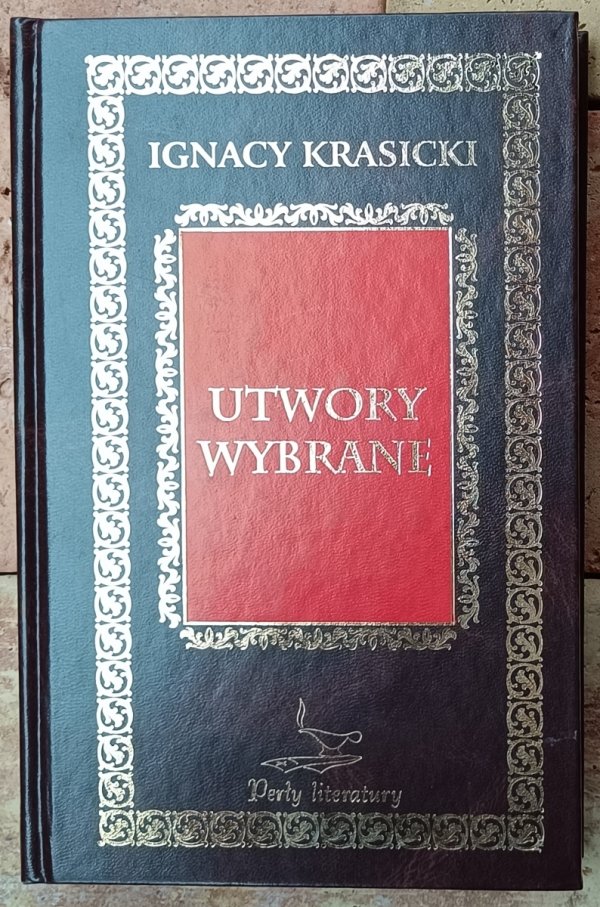 IGNACY KRASICKI
UTWORY
WYBRANE
Perły literatury